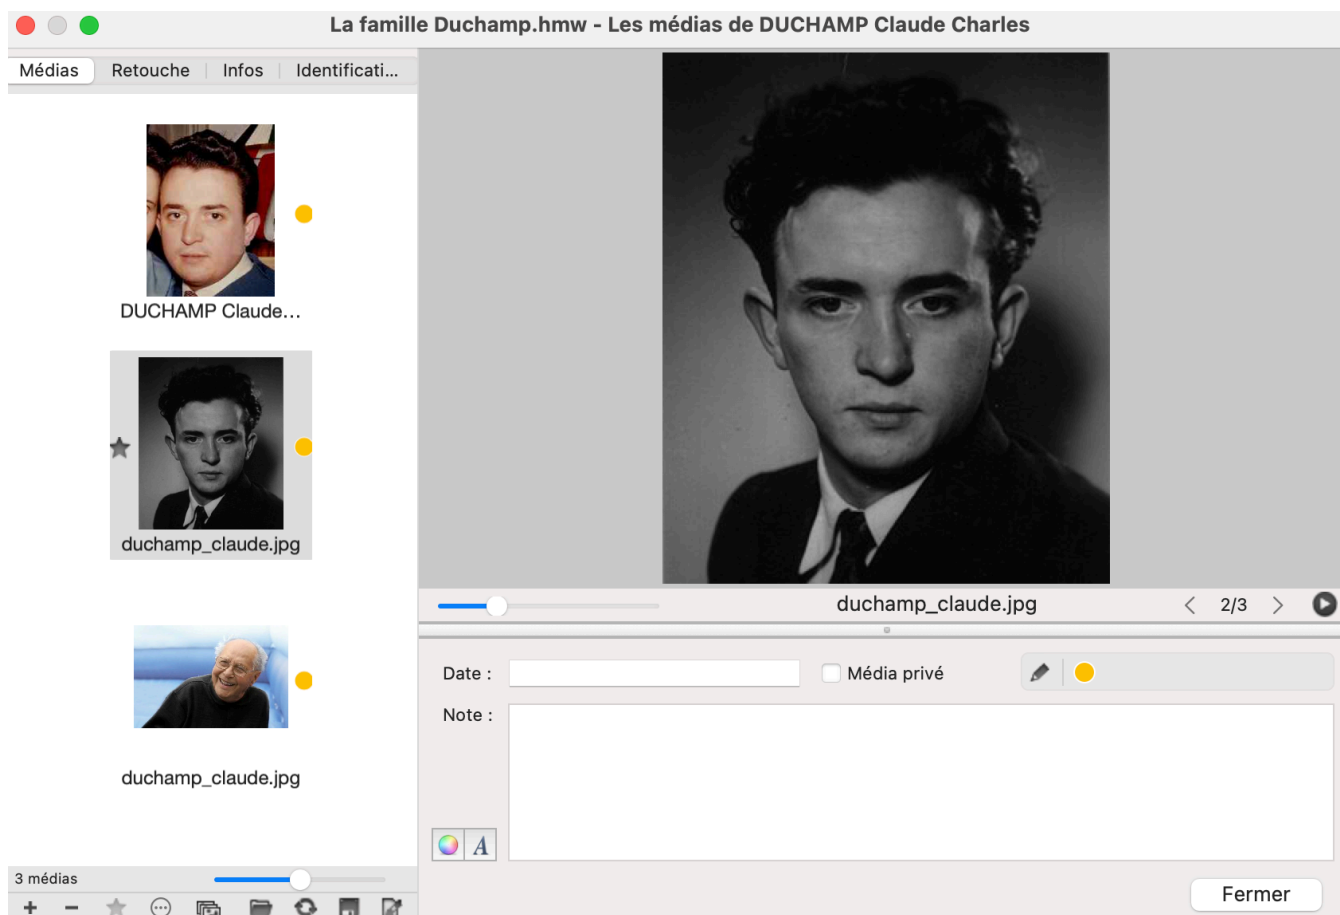 La famille Duchamp.hmw - Les médias de DUCHAMP Claude Charles
Médias Retouche Infos Identificati...
DUCHAMP Claude...
duchamp_claude.jpg
duchamp_claude.jpg
3 médias
duchamp_claude.jpg 2/3
Date :
Média privé
Note :
A
Fermer